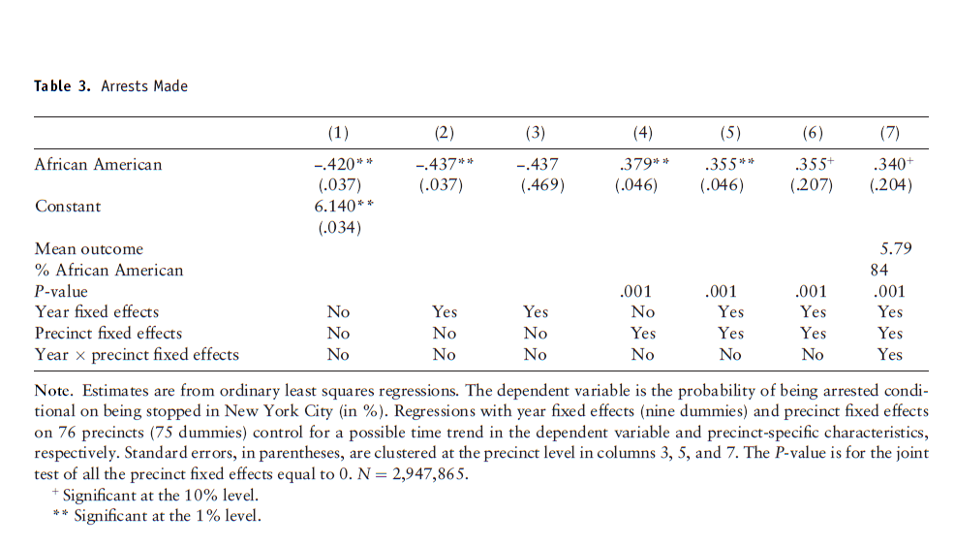 Table 3. Arrests Made
(1) (2) (3) (4) (5) (6) (7)
African American –.420** –.437** –.437 .379** .355** .355+ .340+
(.037) (.037) (.469) (.046) (.046) (.207) (.204)
Constant 6.140**
(.034)
Mean outcome 5.79
% African American 84
P-value .001 .001 .001 .001
Year fixed effects No Yes Yes No Yes Yes Yes
Precinct fixed effects No No No Yes Yes Yes Yes
Year × precinct fixed effects No No No No No No Yes
Note. Estimates are from ordinary least squares regressions. The dependent variable is the probability of being arrested condi-
tional on being stopped in New York City (in %). Regressions with year fixed effects (nine dummies) and precinct fixed effects
on 76 precincts (75 dummies) control for a possible time trend in the dependent variable and precinct-specific characteristics,
respectively. Standard errors, in parentheses, are clustered at the precinct level in columns 3, 5, and 7. The P-value is for the joint
test of all the precinct fixed effects equal to 0. N = 2,947,865.
+ Significant at the 10% level.
** Significant at the 1% level.